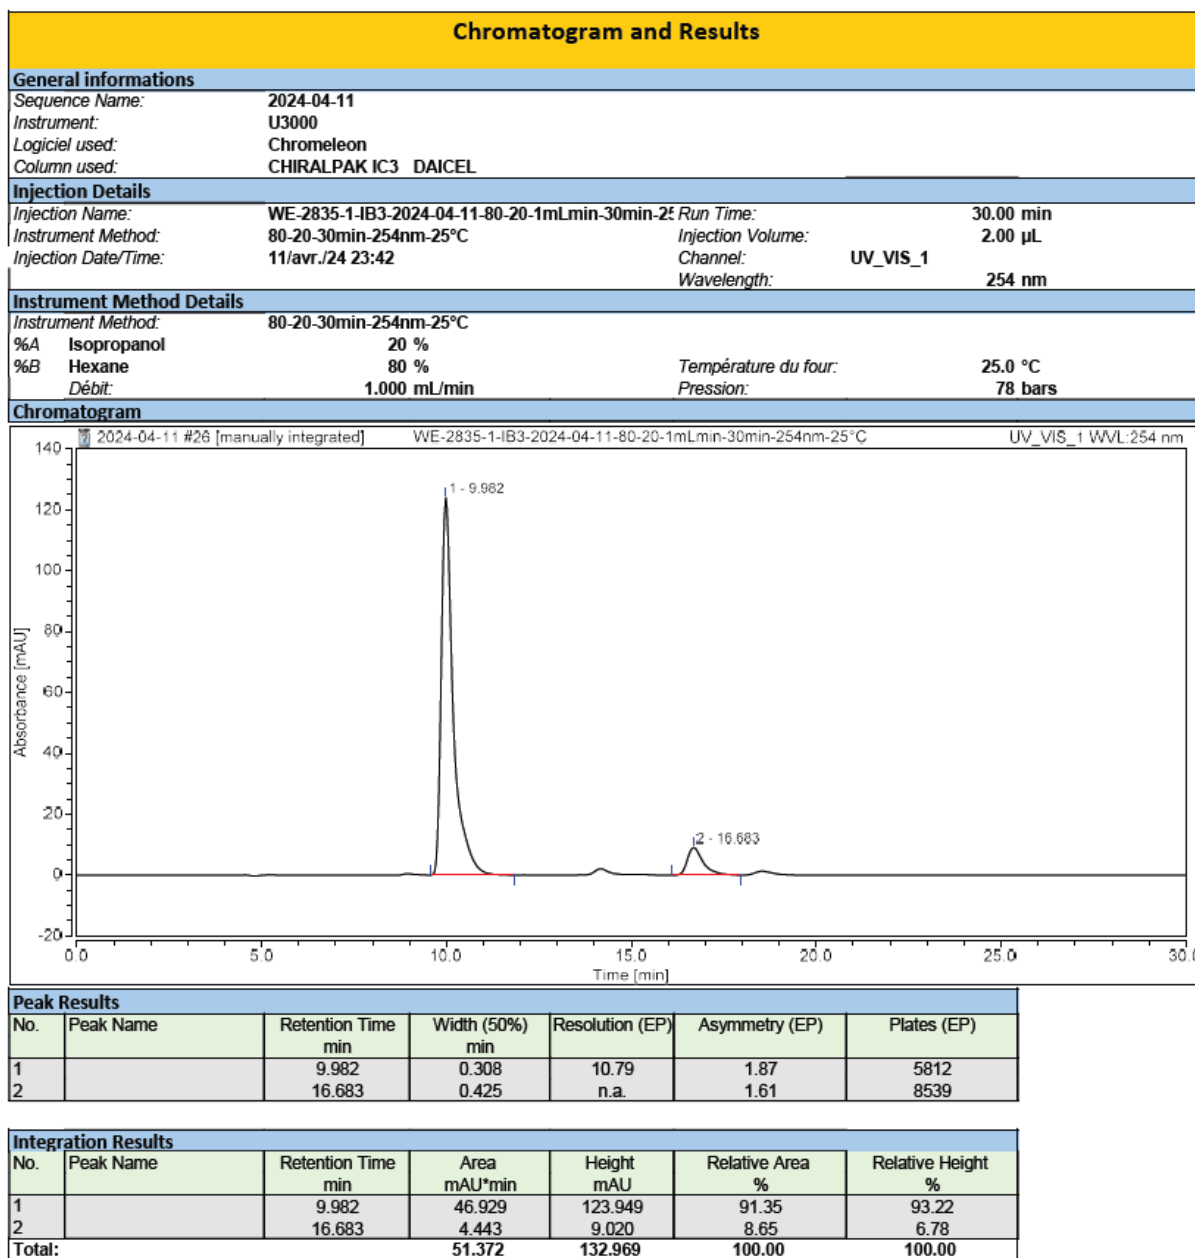 Chromatogram and Results
General informations
Sequence Name: 2024-04-11
Instrument: U3000
Logiciel used: Chromeleon
Column used: CHIRALPAK IC3 DAICEL
Injection Details
Injection Name: WE-2835-1-IB3-2024-04-11-80-20-1mLmin-30min-25 Run Time: 30.00 min
Instrument Method: 80-20-30min-254nm-25°C Injection Volume: 2.00 µL
Injection Date/Time: 11/avr./24 23:42 Channel: UV_VIS_1
Wavelength: 254 nm
Instrument Method Details
Instrument Method: 80-20-30min-254nm-25°C
%A Isopropanol 20 %
%B Hexane 80 % Température du four: 25.0 °C
Débit: 1.000 mL/min Pression: 78 bars
Chromatogram
2024-04-11 #26 [manually integrated] WE-2835-1-IB3-2024-04-11-80-20-1mLmin-30min-254nm-25°C UV_VIS_1 WVL:254 nm
140
1 - 9.982
120
100
80
60
40
20
2 - 16.683
0
-20
Absorbance [mAU]
0.0 5.0 10.0 15.0 20.0 25.0 30.0
Time [min]
Peak Results
No. Peak Name Retention Time Width (50%) Resolution (EP) Asymmetry (EP) Plates (EP)
min min
1 9.982 0.308 10.79 1.87 5812
2 16.683 0.425 n.a. 1.61 8539
Integration Results
No. Peak Name Retention Time Area Height Relative Area Relative Height
min mAU*min mAU % %
1 9.982 46.929 123.949 91.35 93.22
2 16.683 4.443 9.020 8.65 6.78
Total: 51.372 132.969 100.00 100.00